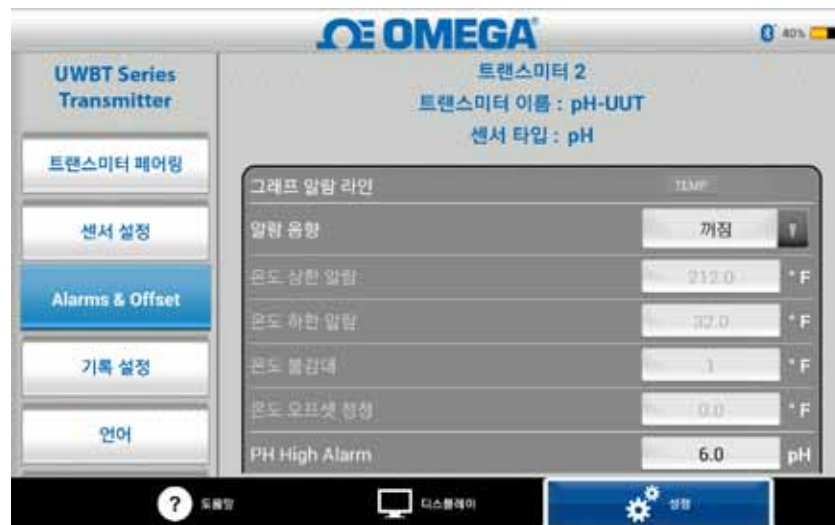 OMEGA
40%
UWBT Series
Transmitter
트랜스미터 페어링
센서 설정
Alarms & Offset
기록 설정
언어
트랜스미터 2
트랜스미터 이름 : pH-UUT
센서 타입 : pH
그래프 알람 라인 TEMP
알람 음향 꺼짐
온도 상한 알람 212.0 °F
온도 하한 알람 32.0 °F
온도 불감대 1 °F
온도 오프셋 정정 0.0 °F
PH High Alarm 6.0 pH
? 도움말 디스플레이 설정